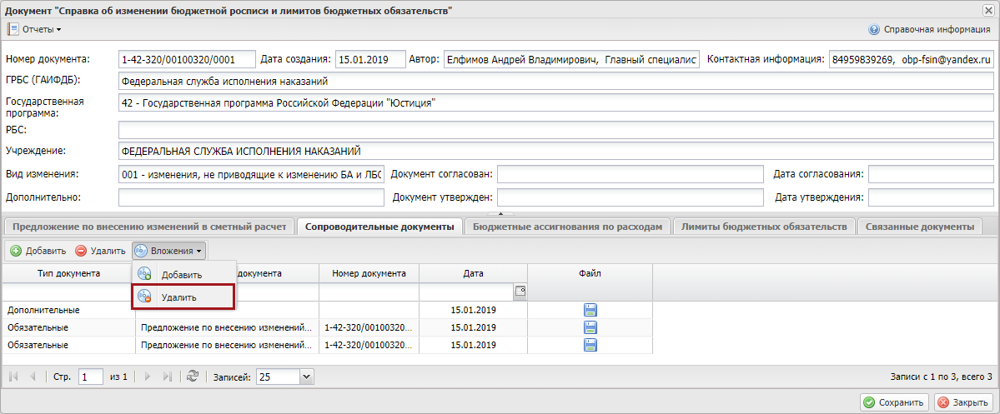 Документ "Справка об изменении бюджетной росписи и лимитов бюджетных обязательств"
Отчеты Справочная информация
Номер документа: 1-42-320/00100320/0001 Дата создания: 15.01.2019 Автор: Елфимов Андрей Владимирович, Главный специалис Контактная информация: 84959839269, obp-fsin@yandex.ru
ГРБС (ГАИФДБ): Федеральная служба исполнения наказаний
Государственная программа: 42 - Государственная программа Российской Федерации "Юстиция"
РБС:
Учреждение: ФЕДЕРАЛЬНАЯ СЛУЖБА ИСПОЛНЕНИЯ НАКАЗАНИЙ
Вид изменения: 001 - изменения, не приводящие к изменению БА и ЛБО Документ согласован: Дата согласования:
Дополнительно: Документ утвержден: Дата утверждения:
Предложение по внесению изменений в сметный расчет Сопроводительные документы Бюджетные ассигнования по расходам Лимиты бюджетных обязательств Связанные документы
Добавить Удалить Вложения
Тип документа документа Номер документа Дата Файл
Добавить
Удалить
Дополнительные 15.01.2019
Обязательные Предложение по внесению изменений... 1-42-320/00100320... 15.01.2019
Обязательные Предложение по внесению изменений... 1-42-320/00100320... 15.01.2019
Стр. 1 из 1 Записей: 25 Записи с 1 по 3, всего 3
Сохранить Закрыть